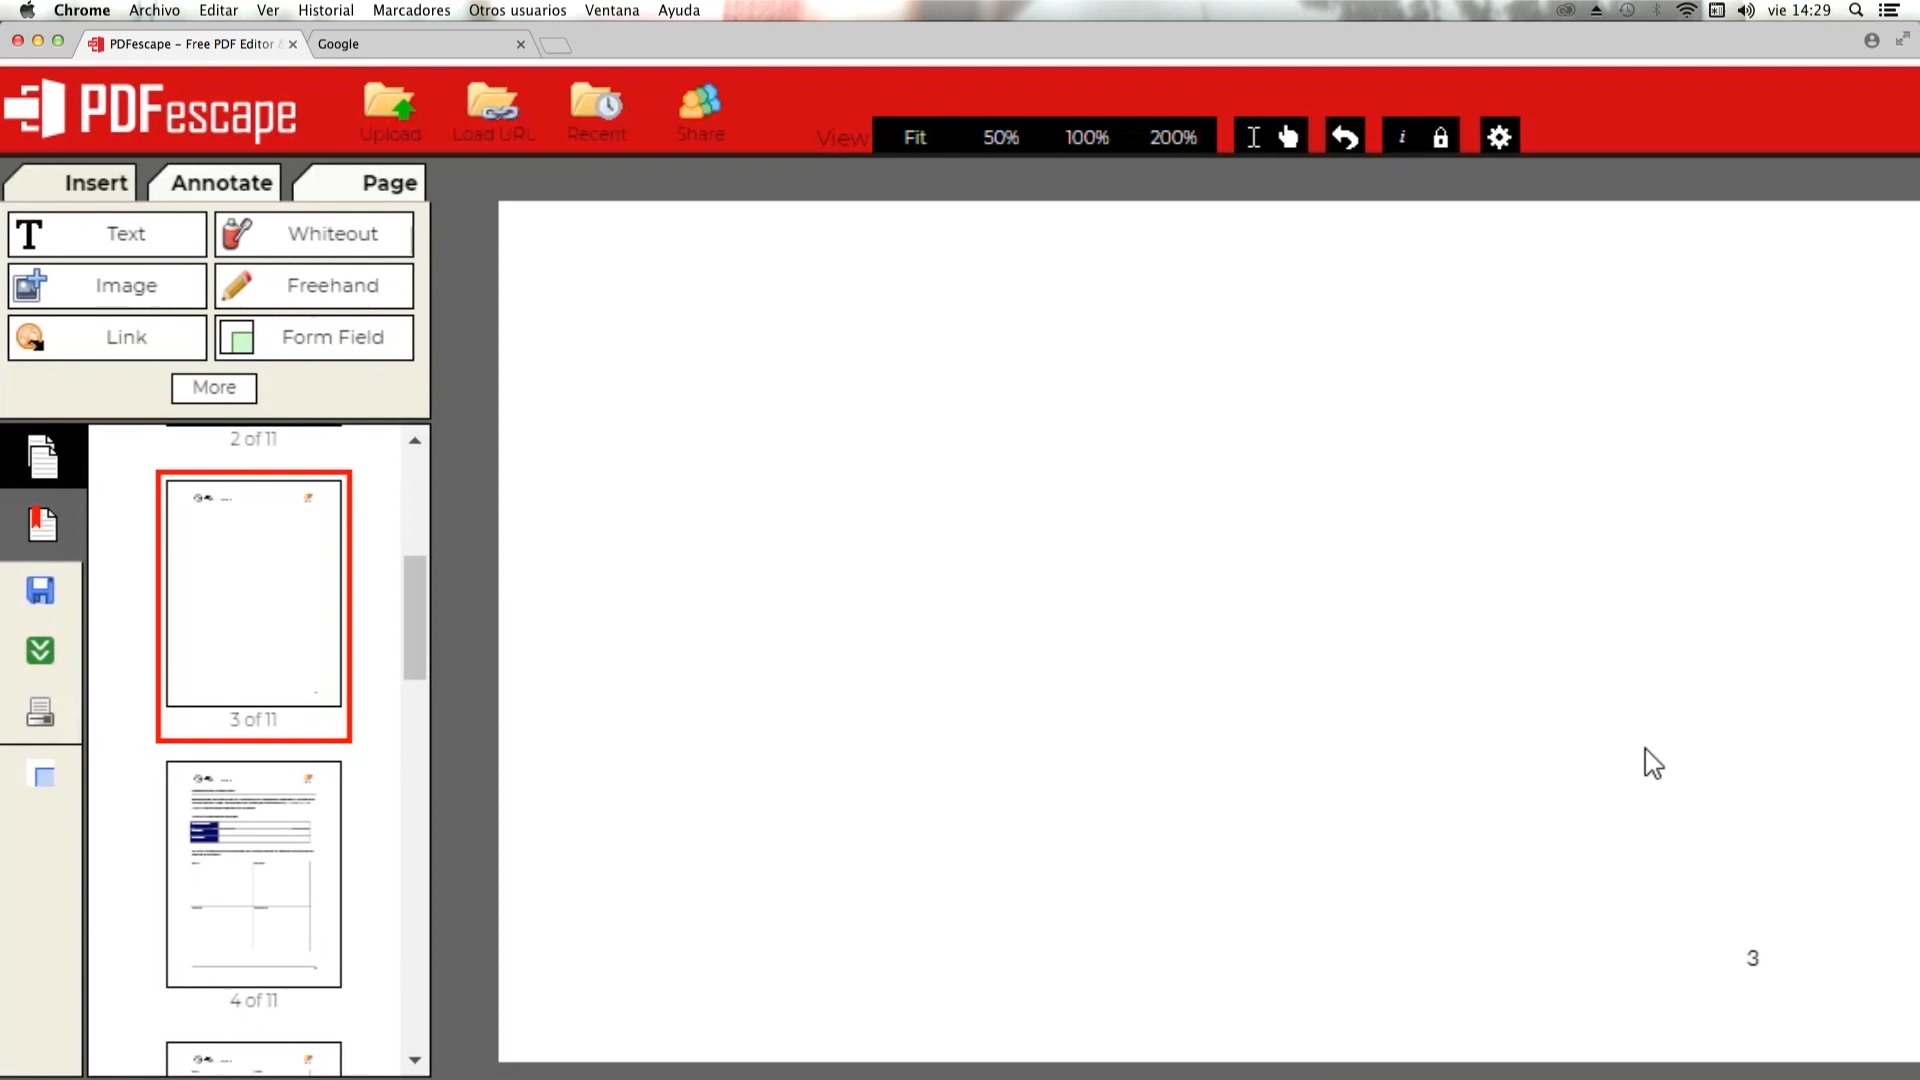 Chrome Archivo Editar Ver Historial Marcadores Otros usuarios Ventana Ayuda vie 14:29
PDFescape – Free PDF Editor Google
PDFescape
Upload Load URL Recent Share View Fit 50% 100% 200% i
Insert Annotate Page
T Text Whiteout
Image Freehand
Link Form Field
More
2 of 11
3 of 11
4 of 11
3